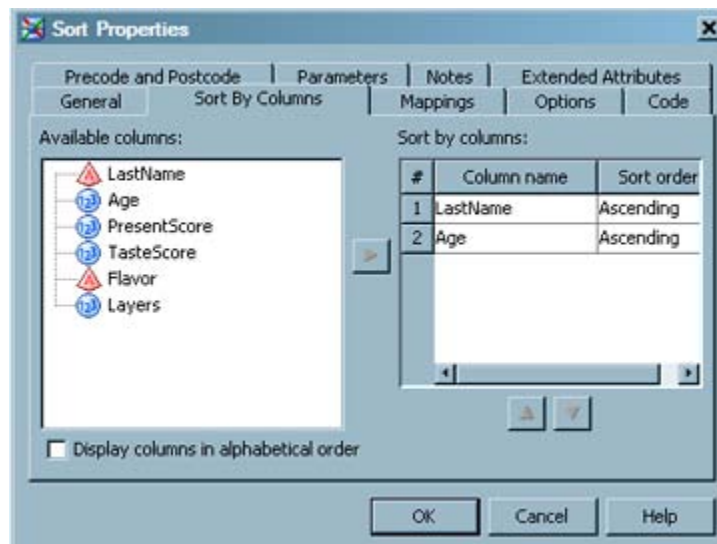 Sort Properties
Precode and Postcode Parameters Notes Extended Attributes
General Sort By Columns Mappings Options Code
Available columns:
LastName
Age
PresentScore
TasteScore
Flavor
Layers
Display columns in alphabetical order
Sort by columns:
# Column name Sort order
1 LastName Ascending
2 Age Ascending
OK Cancel Help